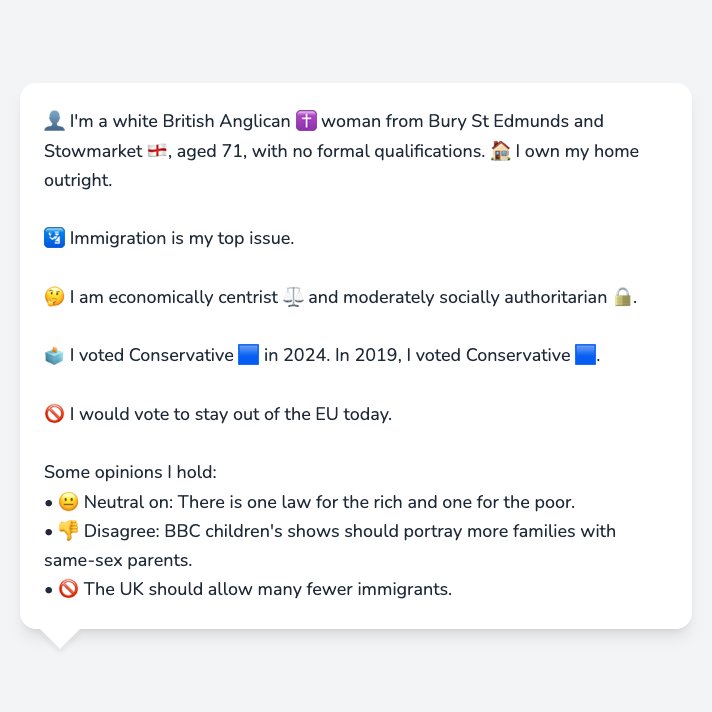 👤 I'm a white British Anglican ✝️ woman from Bury St Edmunds and
Stowmarket 🏴󠁧󠁢󠁥󠁮󠁧󠁿, aged 71, with no formal qualifications. 🏠 I own my home
outright.
🛂 Immigration is my top issue.
🤔 I am economically centrist ⚖️ and moderately socially authoritarian 🔒.
🗳️ I voted Conservative 🟦 in 2024. In 2019, I voted Conservative 🟦.
🚫 I would vote to stay out of the EU today.
Some opinions I hold:
• 😐 Neutral on: There is one law for the rich and one for the poor.
• 👎 Disagree: BBC children's shows should portray more families with
same-sex parents.
• 🚫 The UK should allow many fewer immigrants.